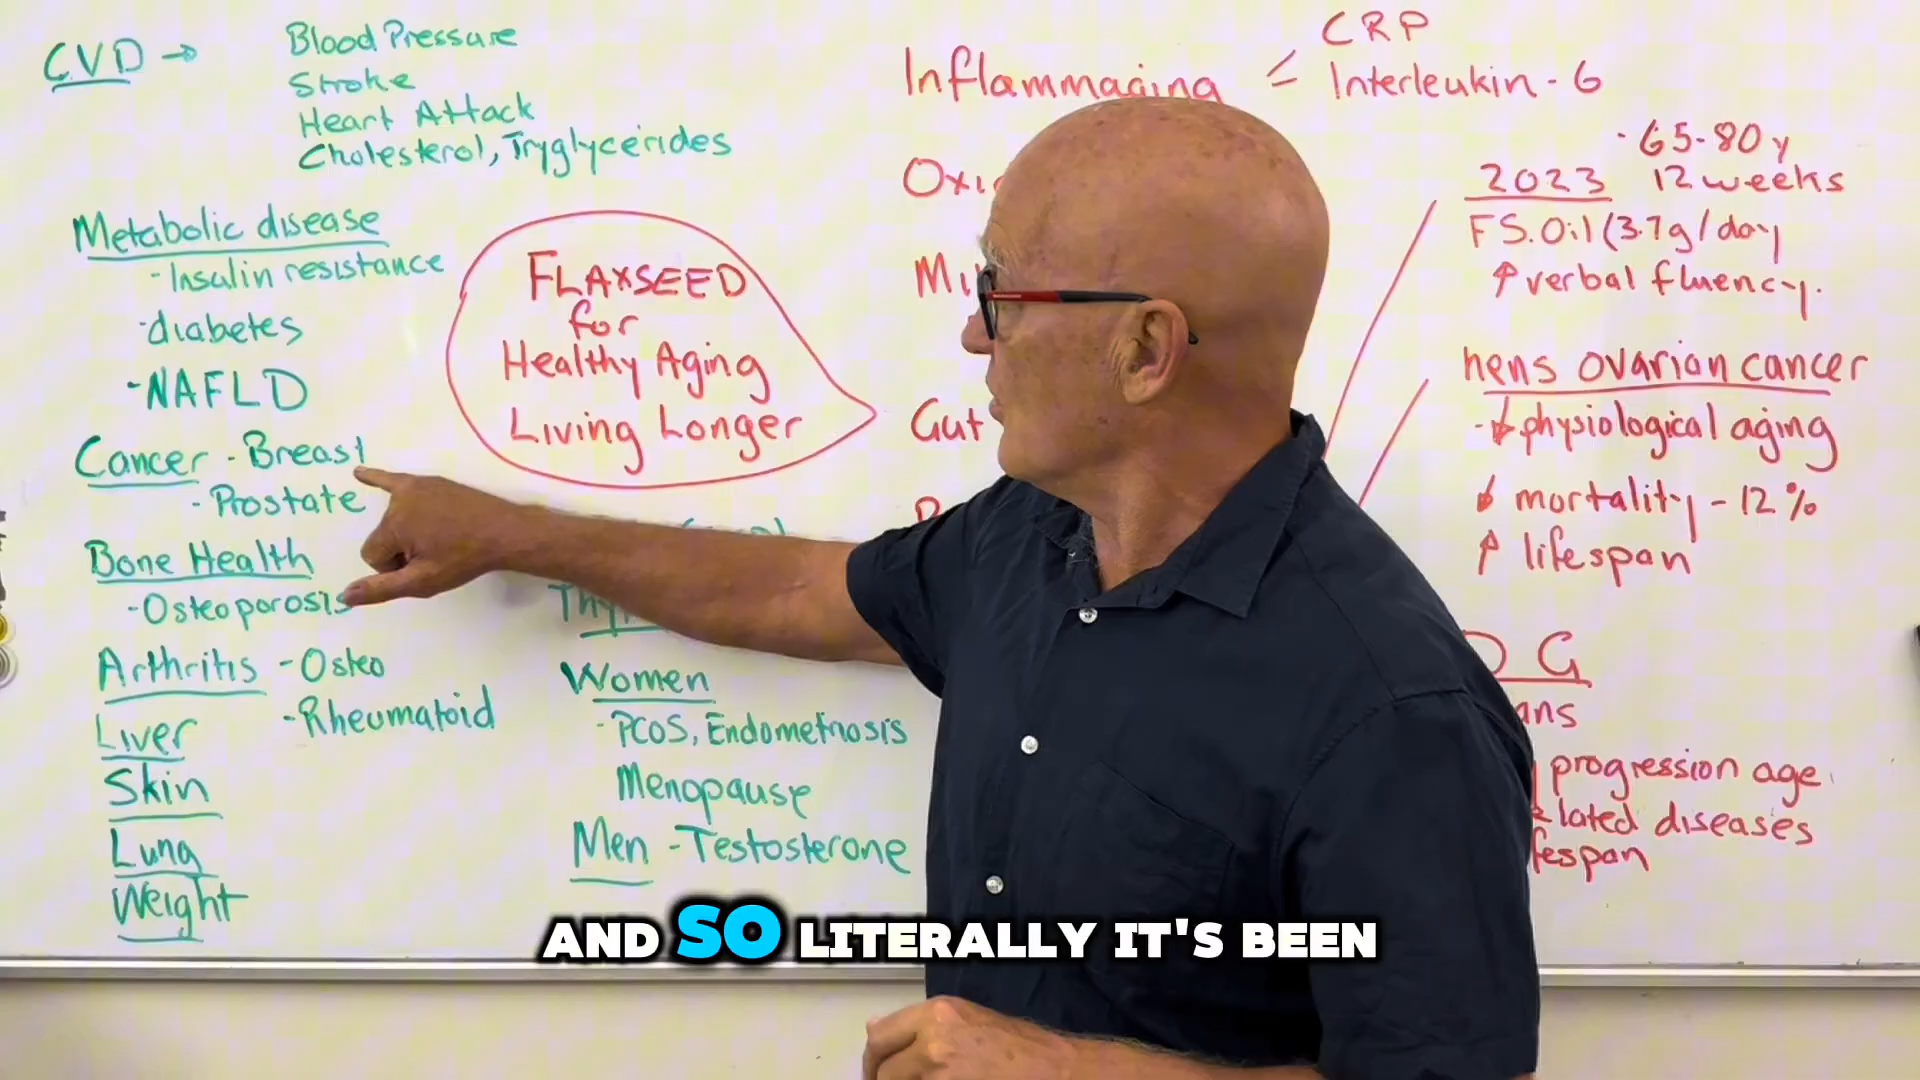 CVD → Blood Pressure
Stroke
Heart Attack
Cholesterol, Tryglycerides
Metabolic disease
- Insulin resistance
- diabetes
- NAFLD
Cancer - Breast
- Prostate
Bone Health
- Osteoporosis
Arthritis - Osteo
- Rheumatoid
Liver
Skin
Lung
Weight
FLAXSEED
for
Healthy Aging
Living Longer
Women
- PCOS, Endometriosis
Menopause
Men - Testosterone
Inflammaging
CRP
Interleukin - 6
Gut
2023
- 65-80 y
12 weeks
FS. Oil (3.7g/day
↑ verbal fluency.
hens ovarian cancer
- ↓ physiological aging
↓ mortality - 12%
↑ lifespan
G
progression age
lated diseases
AND SO LITERALLY IT'S BEEN